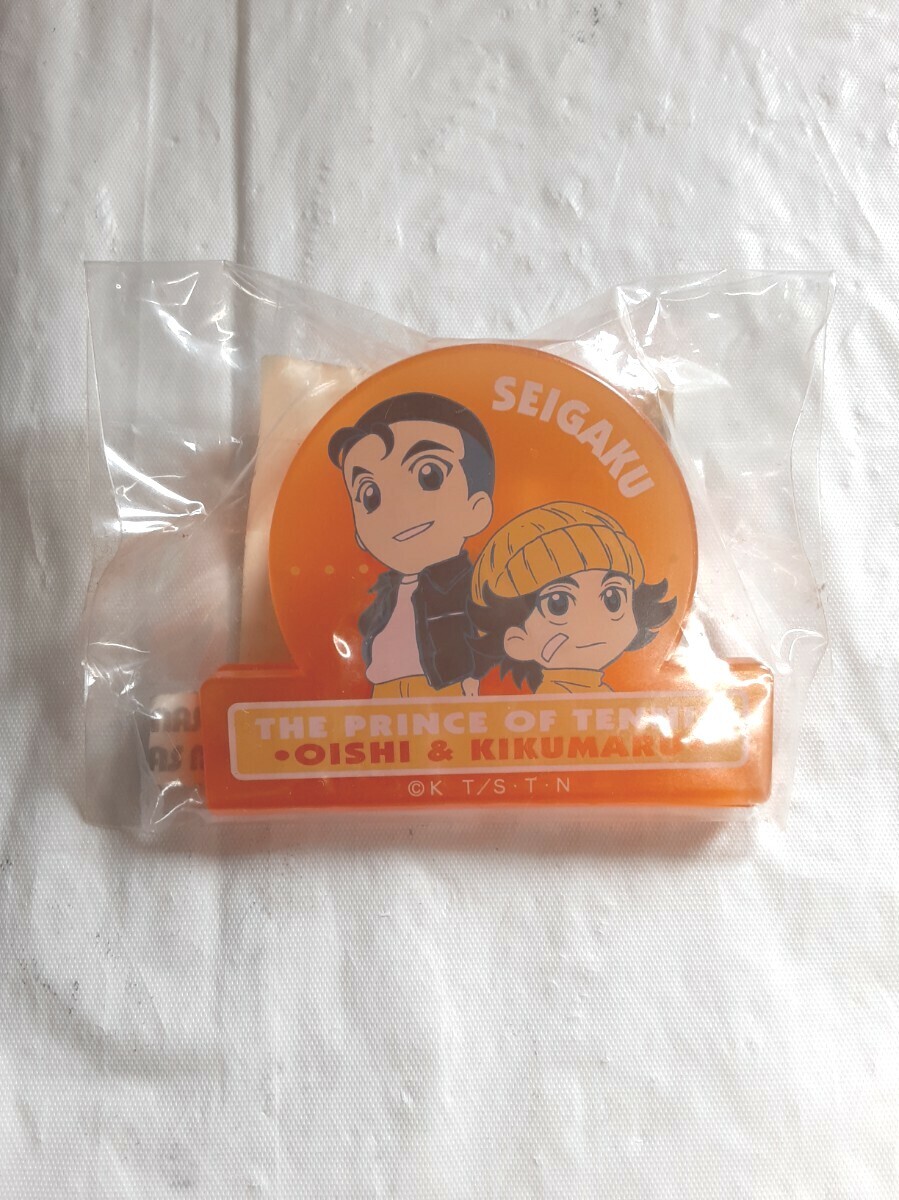 SEIGAKU
THE PRINCE OF TENNIS
•OISHI & KIKUMARU•
©K T/S・T・N